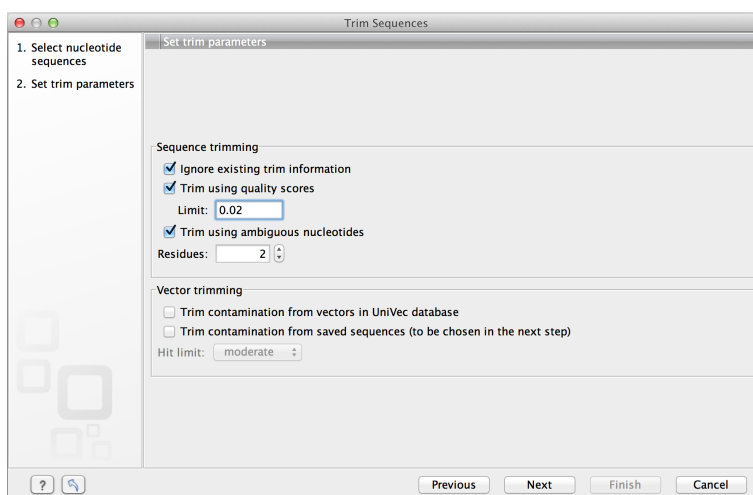 Trim Sequences
1. Select nucleotide
sequences
2. Set trim parameters
Set trim parameters
Sequence trimming
Ignore existing trim information
Trim using quality scores
Limit: 0.02
Trim using ambiguous nucleotides
Residues: 2
Vector trimming
Trim contamination from vectors in UniVec database
Trim contamination from saved sequences (to be chosen in the next step)
Hit limit: moderate
? Previous Next Finish Cancel